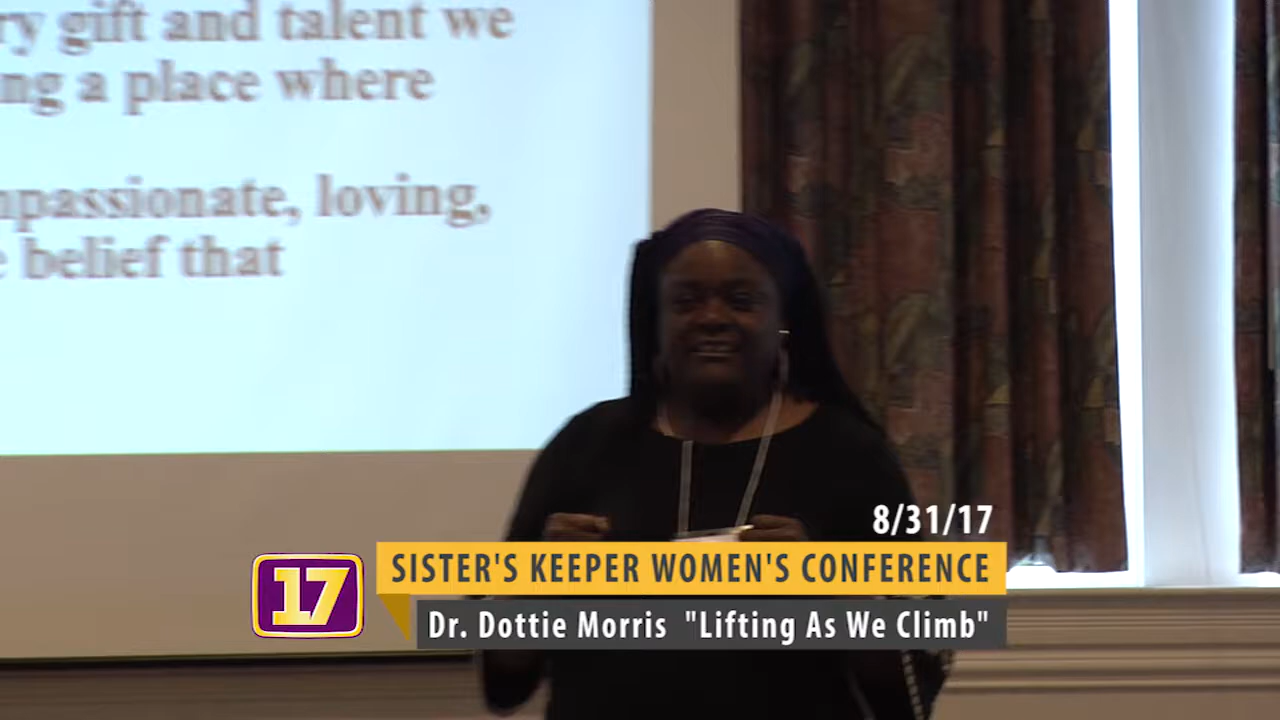 ry gift and talent we
ng a place where
mpassionate, loving,
belief that
8/31/17
17
SISTER'S KEEPER WOMEN'S CONFERENCE
Dr. Dottie Morris "Lifting As We Climb"